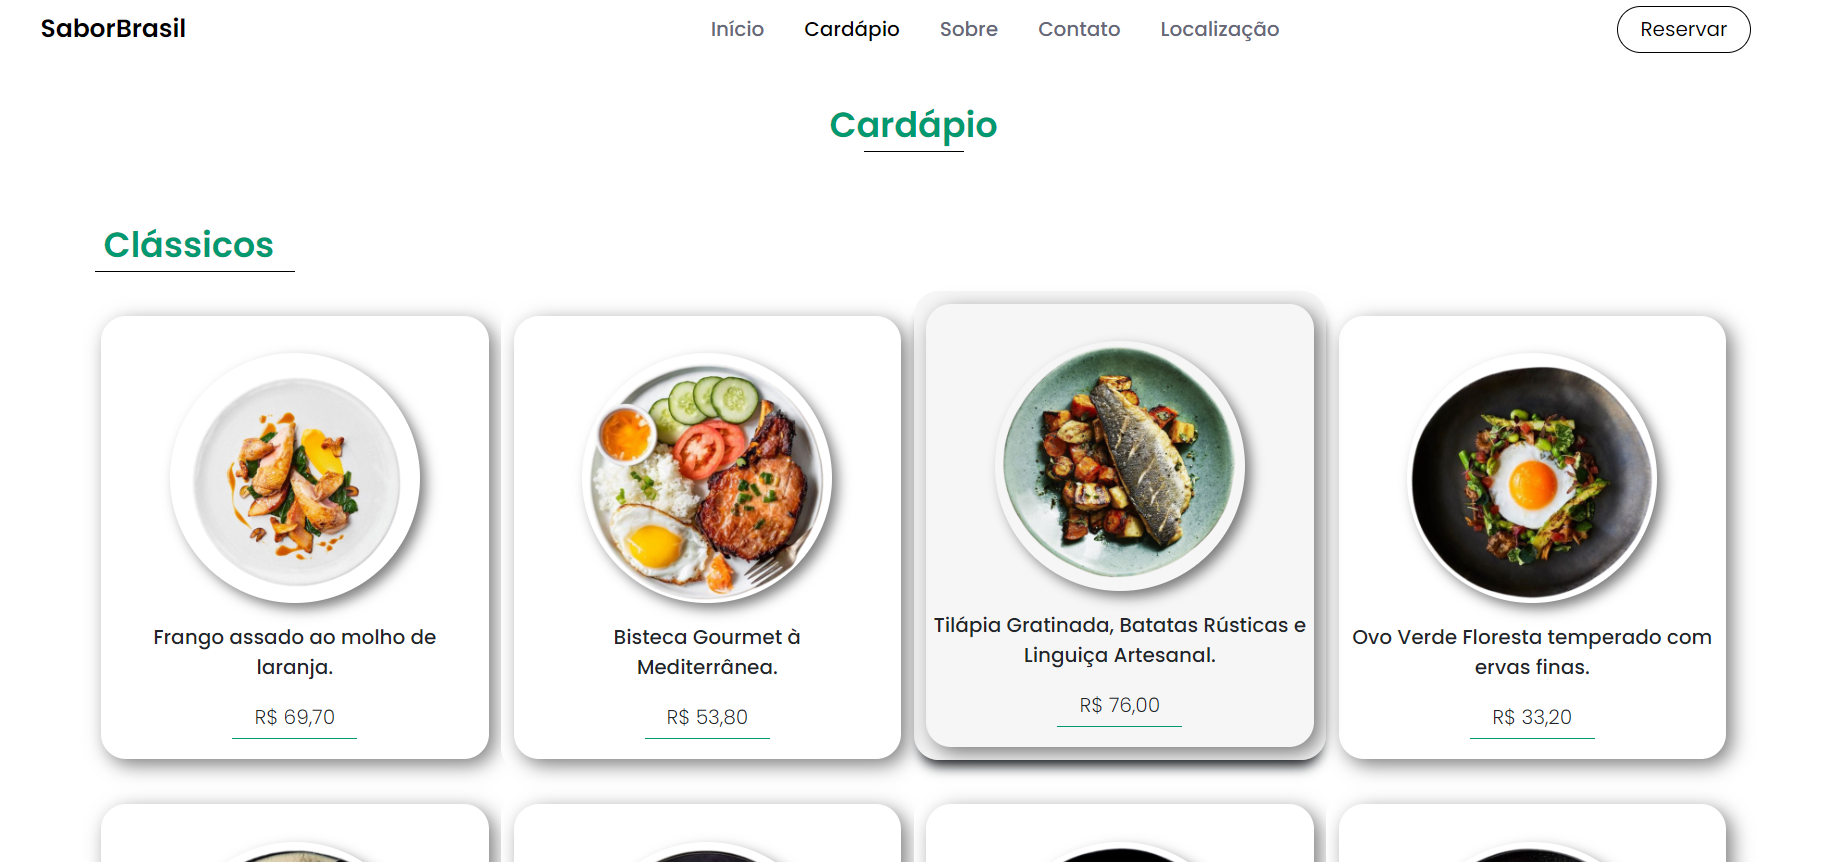 SaborBrasil
Início
Cardápio
Sobre
Contato
Localização
Reservar
Cardápio
Clássicos
Frango assado ao molho de
laranja.
R$ 69,70
Bisteca Gourmet à
Mediterrânea.
R$ 53,80
Tilápia Gratinada, Batatas Rústicas e
Linguiça Artesanal.
R$ 76,00
Ovo Verde Floresta temperado com
ervas finas.
R$ 33,20